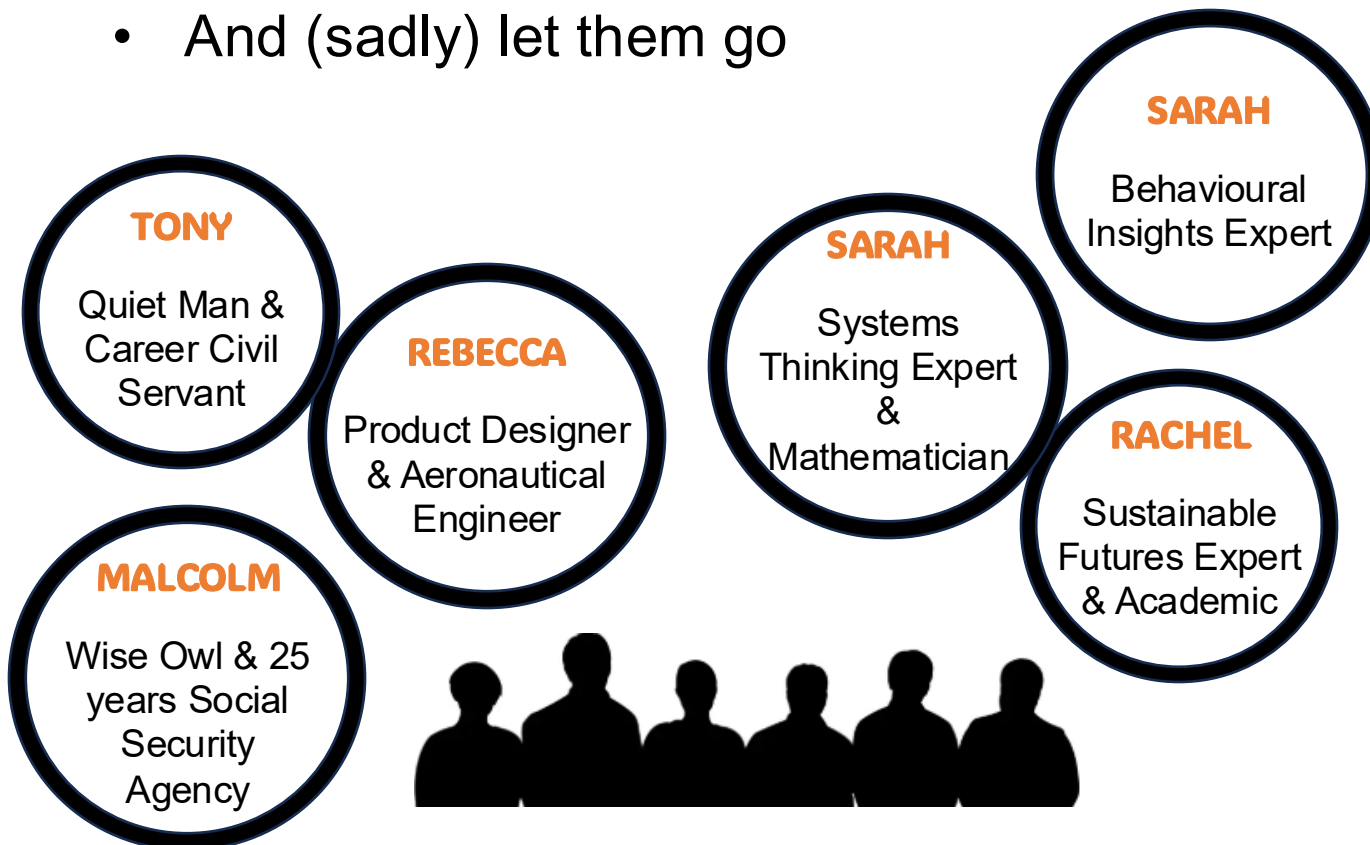 • And (sadly) let them go
TONY
Quiet Man &
Career Civil
Servant
REBECCA
Product Designer
& Aeronautical
Engineer
MALCOLM
Wise Owl & 25
years Social
Security
Agency
SARAH
Systems
Thinking Expert
&
Mathematician
SARAH
Behavioural
Insights Expert
RACHEL
Sustainable
Futures Expert
& Academic